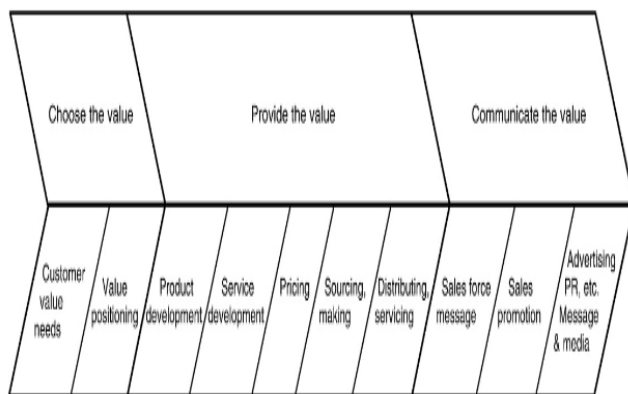 Choose the value
Provide the value
Communicate the value
Customer
value
needs
Value
positioning
Product
development
Service
development
Pricing
Sourcing,
making
Distributing,
servicing
Sales force
message
Sales
promotion
Advertising
PR, etc.
Message
& media